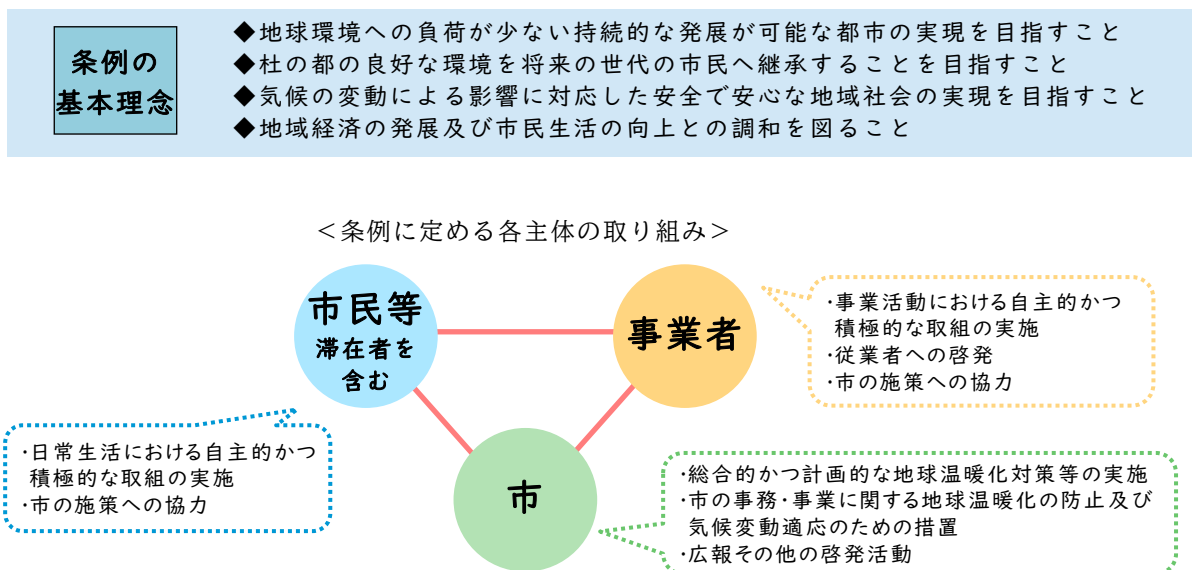 条例の
基本理念
◆地球環境への負荷が少ない持続的な発展が可能な都市の実現を目指すこと
◆杜の都の良好な環境を将来の世代の市民へ継承することを目指すこと
◆気候の変動による影響に対応した安全で安心な地域社会の実現を目指すこと
◆地域経済の発展及び市民生活の向上との調和を図ること
＜条例に定める各主体の取り組み＞
市民等
滞在者を
含む
事業者
・事業活動における自主的かつ
積極的な取組の実施
・従業者への啓発
・市の施策への協力
・日常生活における自主的かつ
積極的な取組の実施
・市の施策への協力
市
・総合的かつ計画的な地球温暖化対策等の実施
・市の事務・事業に関する地球温暖化の防止及び
気候変動適応のための措置
・広報その他の啓発活動